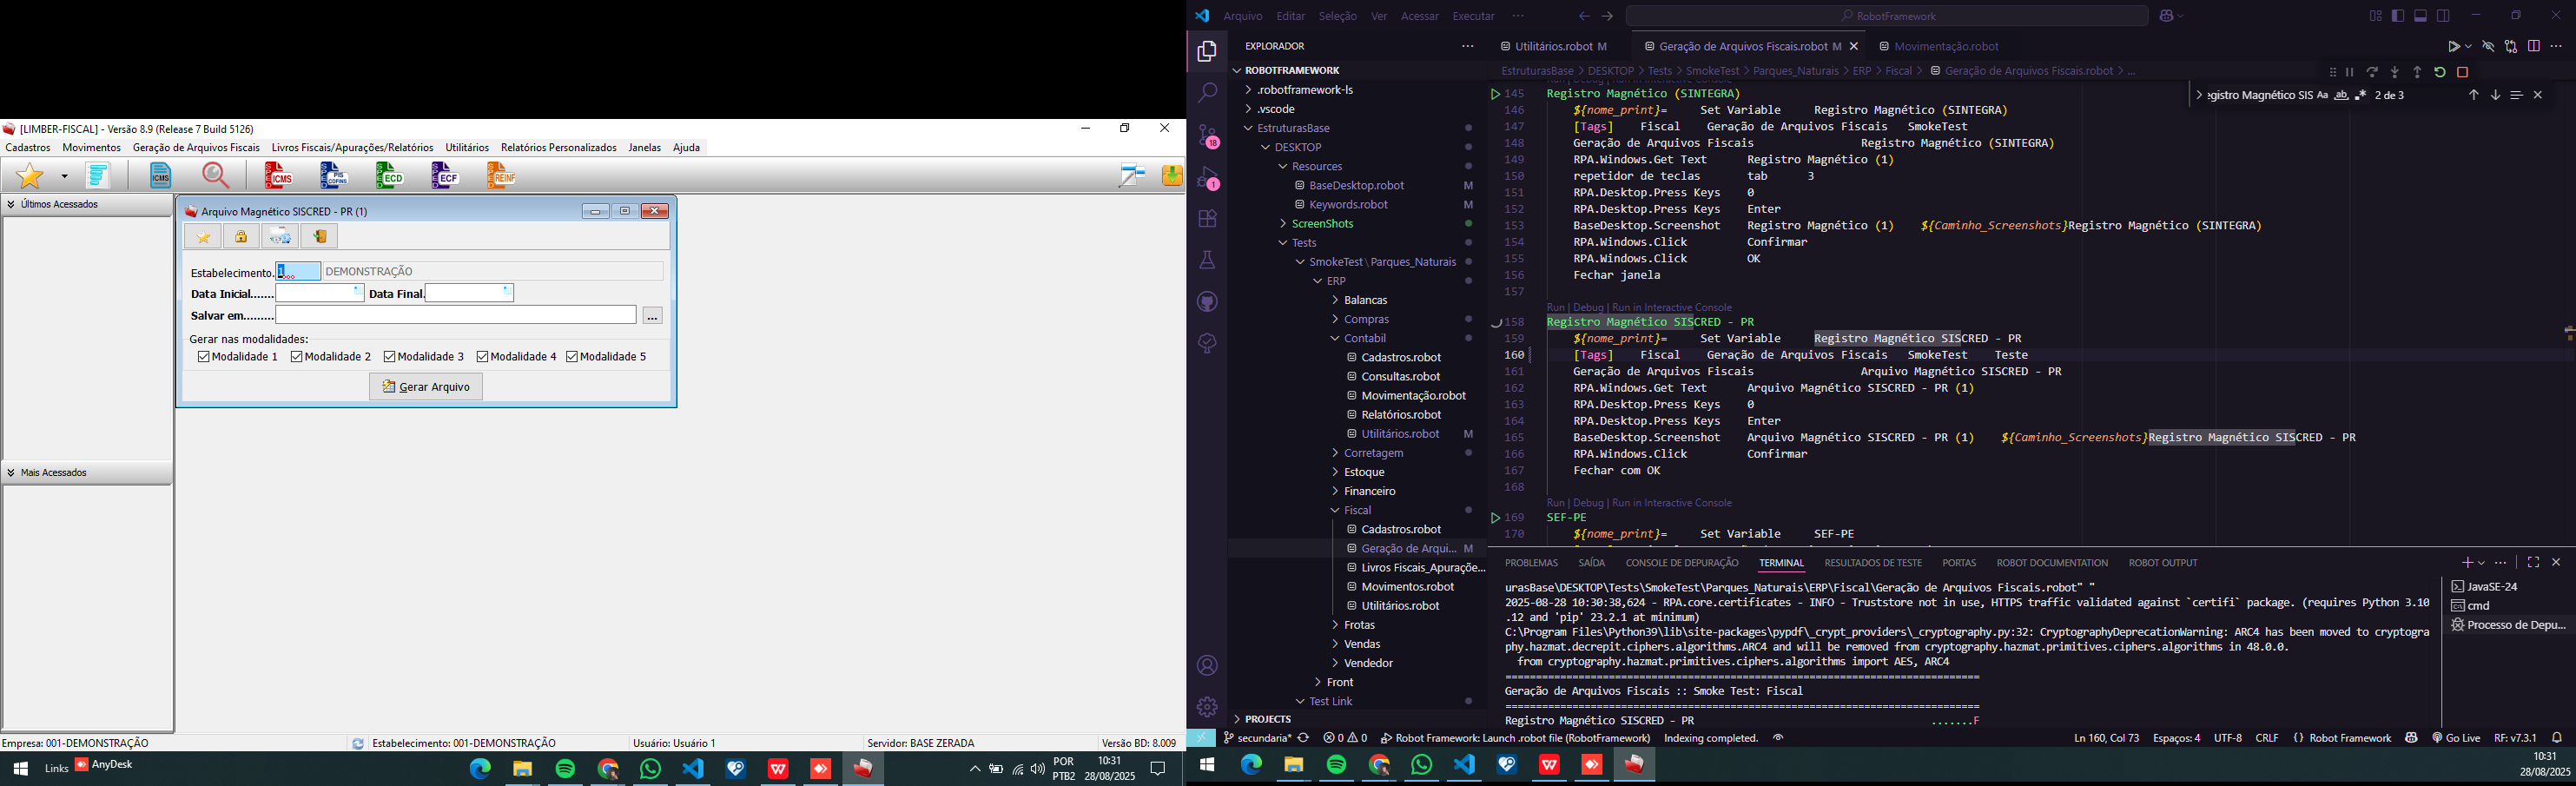 [LIMBER-FISCAL] - Versão 8.9 (Release 7 Build 5126)
Cadastros Movimentos Geração de Arquivos Fiscais Livros Fiscais/Apurações/Relatórios Utilitários Relatórios Personalizados Janelas Ajuda
ICMS ICMS PIS COFINS ECD ECF REINF
Últimos Acessados
Mais Acessados
Arquivo Magnético SISCRED - PR (1)
Estabelecimento. 1 DEMONSTRAÇÃO
Data Inicial....... Data Final.
Salvar em......... ...
Gerar nas modalidades:
Modalidade 1 Modalidade 2 Modalidade 3 Modalidade 4 Modalidade 5
Gerar Arquivo
Empresa: 001-DEMONSTRAÇÃO Estabelecimento: 001-DEMONSTRAÇÃO Usuário: Usuário 1 Servidor: BASE ZERADA Versão BD: 8.009
Links AnyDesk POR PTB2 10:31 28/08/2025
Arquivo Editar Seleção Ver Acessar Executar ... RobotFramework
EXPLORADOR
ROBOTFRAMEWORK
.robotframework-ls
.vscode
EstruturasBase
DESKTOP
Resources
BaseDesktop.robot M
Keywords.robot M
ScreenShots
Tests
SmokeTest\Parques_Naturais
ERP
Balancas
Compras
Contabil
Cadastros.robot
Consultas.robot
Movimentação.robot
Relatórios.robot
Utilitários.robot M
Corretagem
Estoque
Financeiro
Fiscal
Cadastros.robot
Geração de Arqui... M
Livros Fiscais_Apuraçõe...
Movimentos.robot
Utilitários.robot
Frotas
Vendas
Vendedor
Front
Test Link
PROJECTS
18
1
Utilitários.robot M Geração de Arquivos Fiscais.robot M Movimentação.robot
EstruturasBase > DESKTOP > Tests > SmokeTest > Parques_Naturais > ERP > Fiscal > Geração de Arquivos Fiscais.robot > ...
egistro Magnético SIS Aa ab 2 de 3
145 Registro Magnético (SINTEGRA)
146 ${nome_print}= Set Variable Registro Magnético (SINTEGRA)
147 [Tags] Fiscal Geração de Arquivos Fiscais SmokeTest
148 Geração de Arquivos Fiscais Registro Magnético (SINTEGRA)
149 RPA.Windows.Get Text Registro Magnético (1)
150 repetidor de teclas tab 3
151 RPA.Desktop.Press Keys 0
152 RPA.Desktop.Press Keys Enter
153 BaseDesktop.Screenshot Registro Magnético (1) ${Caminho_Screenshots}Registro Magnético (SINTEGRA)
154 RPA.Windows.Click Confirmar
155 RPA.Windows.Click OK
156 Fechar janela
157
Run | Debug | Run in Interactive Console
158 Registro Magnético SISCRED - PR
159 ${nome_print}= Set Variable Registro Magnético SISCRED - PR
160 [Tags] Fiscal Geração de Arquivos Fiscais SmokeTest Teste
161 Geração de Arquivos Fiscais Arquivo Magnético SISCRED - PR
162 RPA.Windows.Get Text Arquivo Magnético SISCRED - PR (1)
163 RPA.Desktop.Press Keys 0
164 RPA.Desktop.Press Keys Enter
165 BaseDesktop.Screenshot Arquivo Magnético SISCRED - PR (1) ${Caminho_Screenshots}Registro Magnético SISCRED - PR
166 RPA.Windows.Click Confirmar
167 Fechar com OK
168
Run | Debug | Run in Interactive Console
169 SEF-PE
170 ${nome_print}= Set Variable SEF-PE
PROBLEMAS SAÍDA CONSOLE DE DEPURAÇÃO TERMINAL RESULTADOS DE TESTE PORTAS ROBOT DOCUMENTATION ROBOT OUTPUT
urasBase\DESKTOP\Tests\SmokeTest\Parques_Naturais\ERP\Fiscal\Geração de Arquivos Fiscais.robot" "
2025-08-28 10:30:38,624 - RPA.core.certificates - INFO - Truststore not in use, HTTPS traffic validated against `certifi` package. (requires Python 3.10
.12 and 'pip' 23.2.1 at minimum)
C:\Program Files\Python39\lib\site-packages\pypdf\_crypt_providers\_cryptography.py:32: CryptographyDeprecationWarning: ARC4 has been moved to cryptogra
phy.hazmat.decrepit.ciphers.algorithms.ARC4 and will be removed from cryptography.hazmat.primitives.ciphers.algorithms in 48.0.0.
from cryptography.hazmat.primitives.ciphers.algorithms import AES, ARC4
==============================================================================
Geração de Arquivos Fiscais :: Smoke Test: Fiscal
==============================================================================
Registro Magnético SISCRED - PR .......F
JavaSE-24
cmd
Processo de Depu...
secundaria* 0 0 Robot Framework: Launch .robot file (RobotFramework) Indexing completed. Ln 160, Col 73 Espaços: 4 UTF-8 CRLF {} Robot Framework Go Live RF: v7.3.1
10:31
28/08/2025